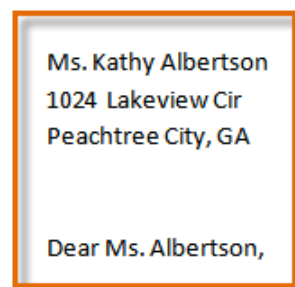 Ms. Kathy Albertson
1024 Lakeview Cir
Peachtree City, GA
Dear Ms. Albertson,